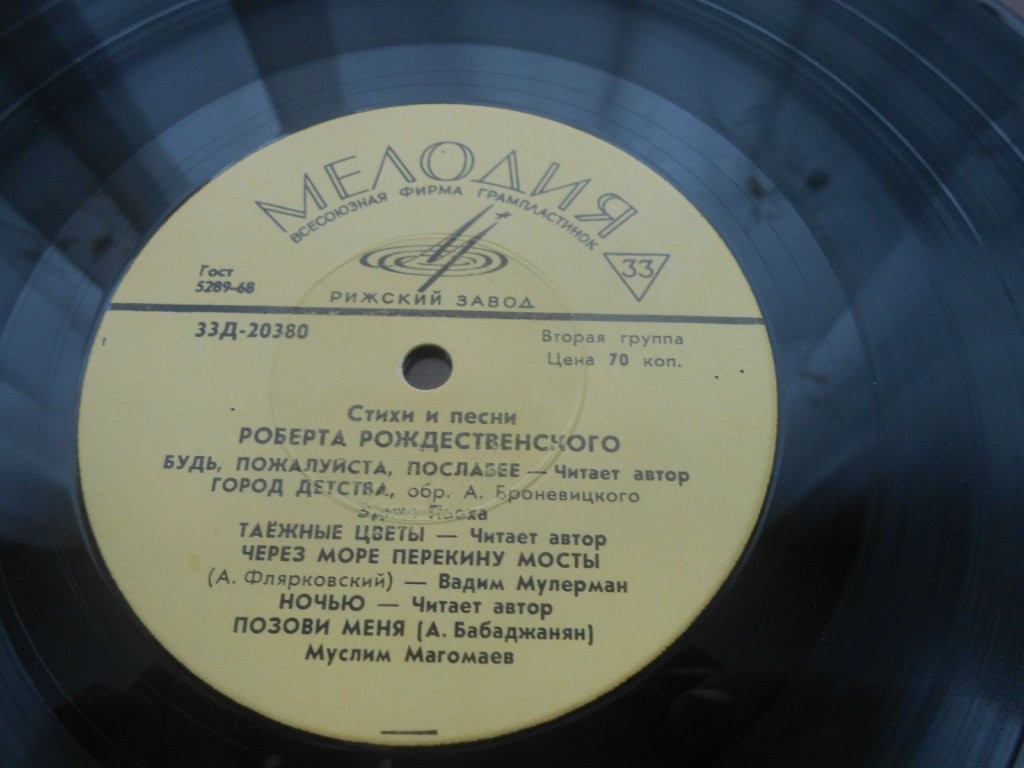 МЕЛОДИЯ
ВСЕСОЮЗНАЯ ФИРМА ГРАМПЛАСТИНОК
33
Гост
5289-68
РИЖСКИЙ ЗАВОД
33Д-20380
Вторая группа
Цена 70 коп.
Стихи и песни
РОБЕРТА РОЖДЕСТВЕНСКОГО
БУДЬ, ПОЖАЛУЙСТА, ПОСЛАБЕЕ — Читает автор
ГОРОД ДЕТСТВА, обр. А. Броневицкого
Эдита Пьеха
ТАЁЖНЫЕ ЦВЕТЫ — Читает автор
ЧЕРЕЗ МОРЕ ПЕРЕКИНУ МОСТЫ
(А. Флярковский) — Вадим Мулерман
НОЧЬЮ — Читает автор
ПОЗОВИ МЕНЯ (А. Бабаджанян)
Муслим Магомаев